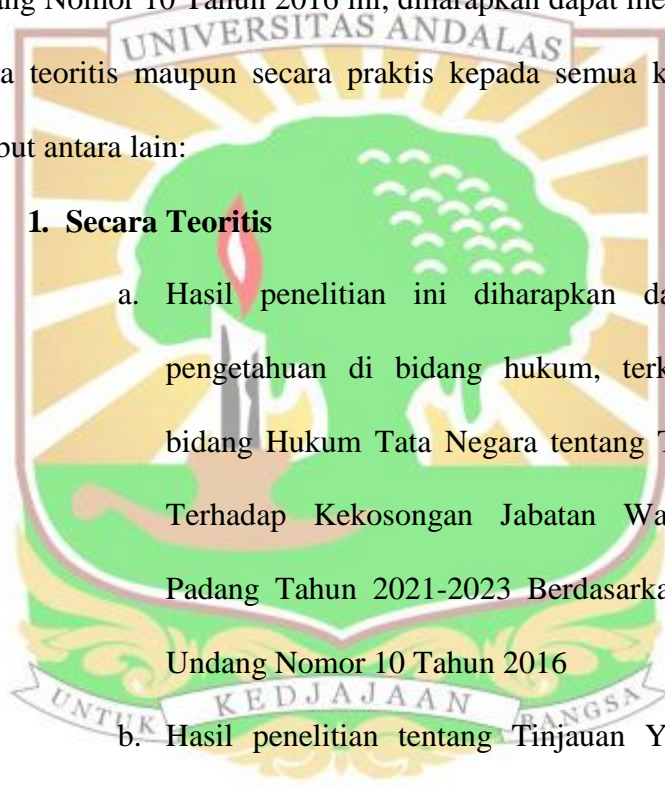 ang Nomor 10 Tahun 2016 ini, diharapkan dapat me
UNIVERSITAS ANDALAS
ra teoritis maupun secara praktis kepada semua k
but antara lain:
1. Secara Teoritis
a. Hasil penelitian ini diharapkan da
pengetahuan di bidang hukum, terk
bidang Hukum Tata Negara tentang T
Terhadap Kekosongan Jabatan Wa
Padang Tahun 2021-2023 Berdasarka
Undang Nomor 10 Tahun 2016
UNTUK KEDJAJAAN BANGSA
b. Hasil penelitian tentang Tinjauan Y